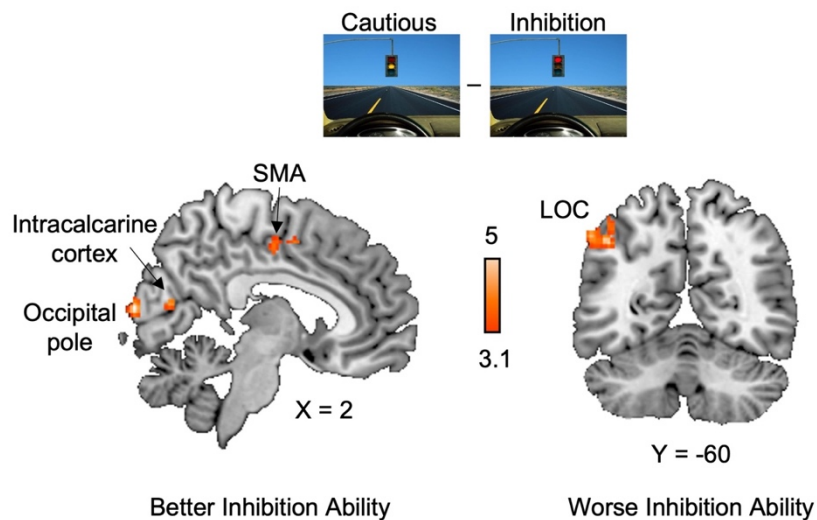 Cautious
Inhibition
–
SMA
Intracalcarine
cortex
Occipital
pole
X = 2
5
3.1
LOC
Y = -60
Better Inhibition Ability
Worse Inhibition Ability